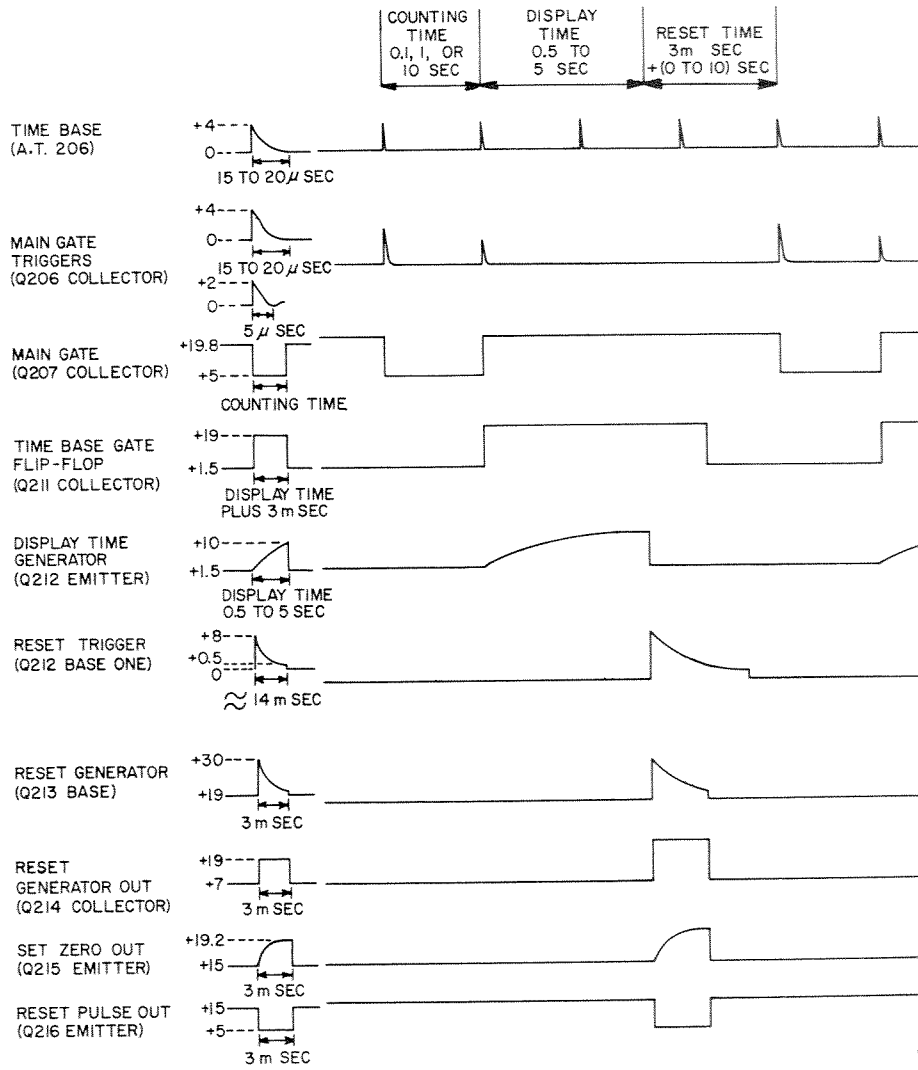 COUNTING
TIME
0.1, 1, OR
10 SEC
DISPLAY
TIME
0.5 TO
5 SEC
RESET TIME
3m SEC
+(0 TO 10) SEC
TIME BASE
(A.T. 206)
+4
0
15 TO 20μ SEC
MAIN GATE
TRIGGERS
(Q206 COLLECTOR)
+4
0
15 TO 20μ SEC
+2
0
5 μ SEC
MAIN GATE
(Q207 COLLECTOR)
+19.8
+5
COUNTING TIME
TIME BASE GATE
FLIP-FLOP
(Q211 COLLECTOR)
+19
+1.5
DISPLAY TIME
PLUS 3m SEC
DISPLAY TIME
GENERATOR
(Q212 EMITTER)
+10
+1.5
DISPLAY TIME
0.5 TO 5 SEC
RESET TRIGGER
(Q212 BASE ONE)
+8
+0.5
0
≈ 14m SEC
RESET GENERATOR
(Q213 BASE)
+30
+19
3m SEC
RESET
GENERATOR OUT
(Q214 COLLECTOR)
+19
+7
3m SEC
SET ZERO OUT
(Q215 EMITTER)
+19.2
+15
3m SEC
RESET PULSE OUT
(Q216 EMITTER)
+15
+5
3m SEC